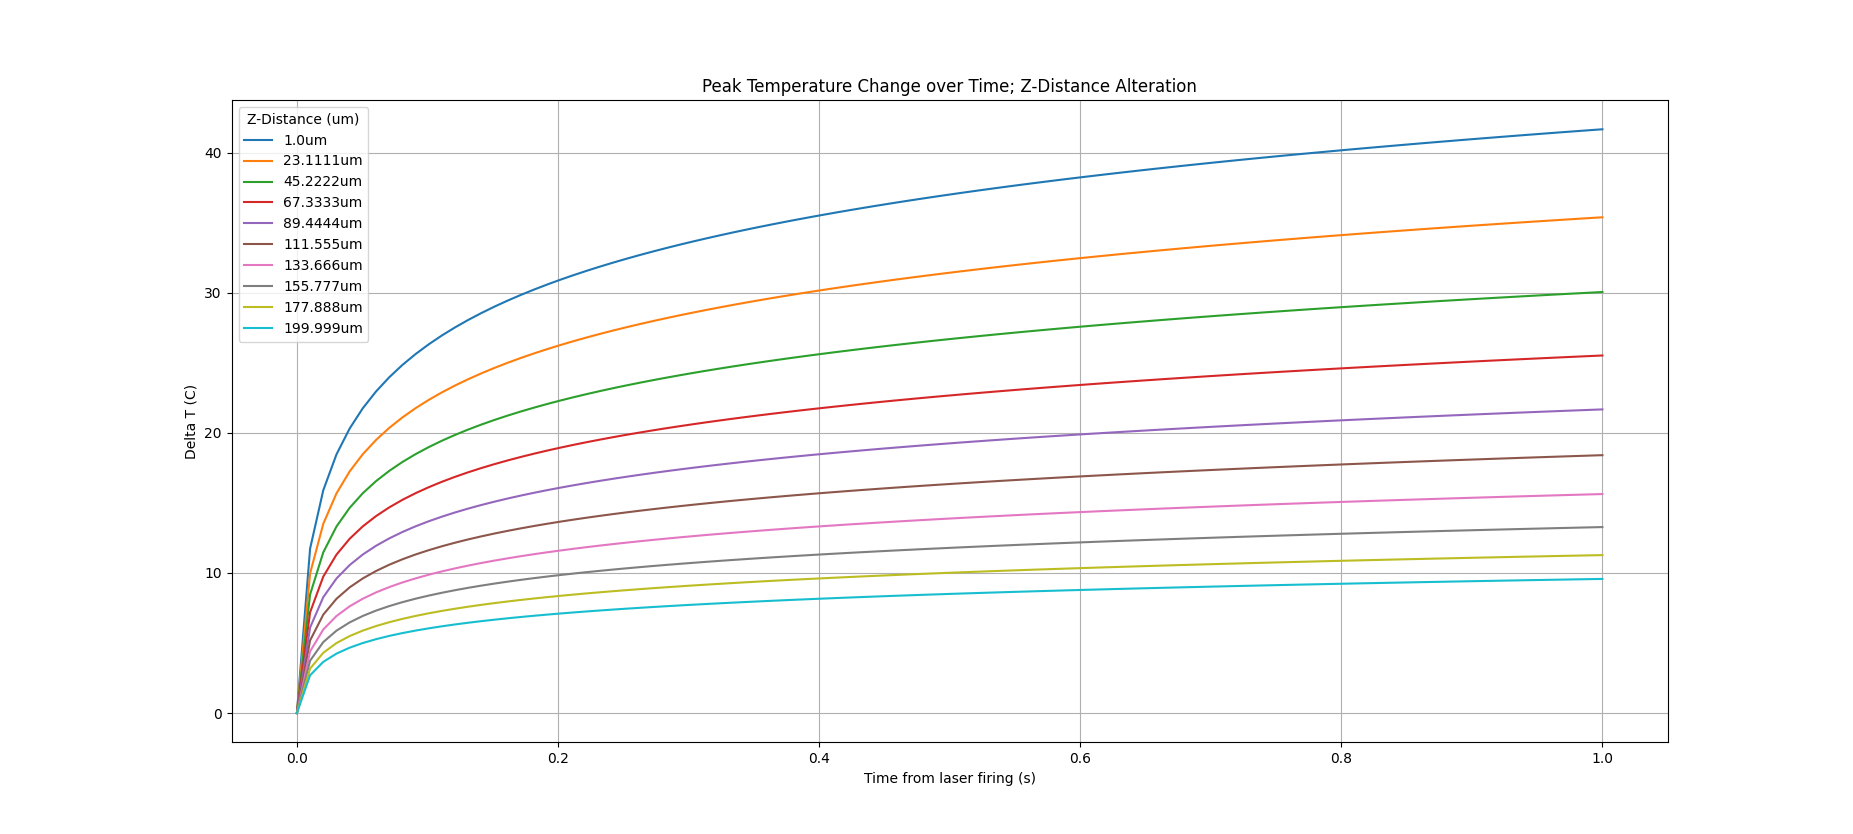 Peak Temperature Change over Time; Z-Distance Alteration
Z-Distance (um)
1.0um
23.1111um
45.2222um
67.3333um
89.4444um
111.555um
133.666um
155.777um
177.888um
199.999um
40
30
20
10
0
Delta T (C)
0.0 0.2 0.4 0.6 0.8 1.0
Time from laser firing (s)